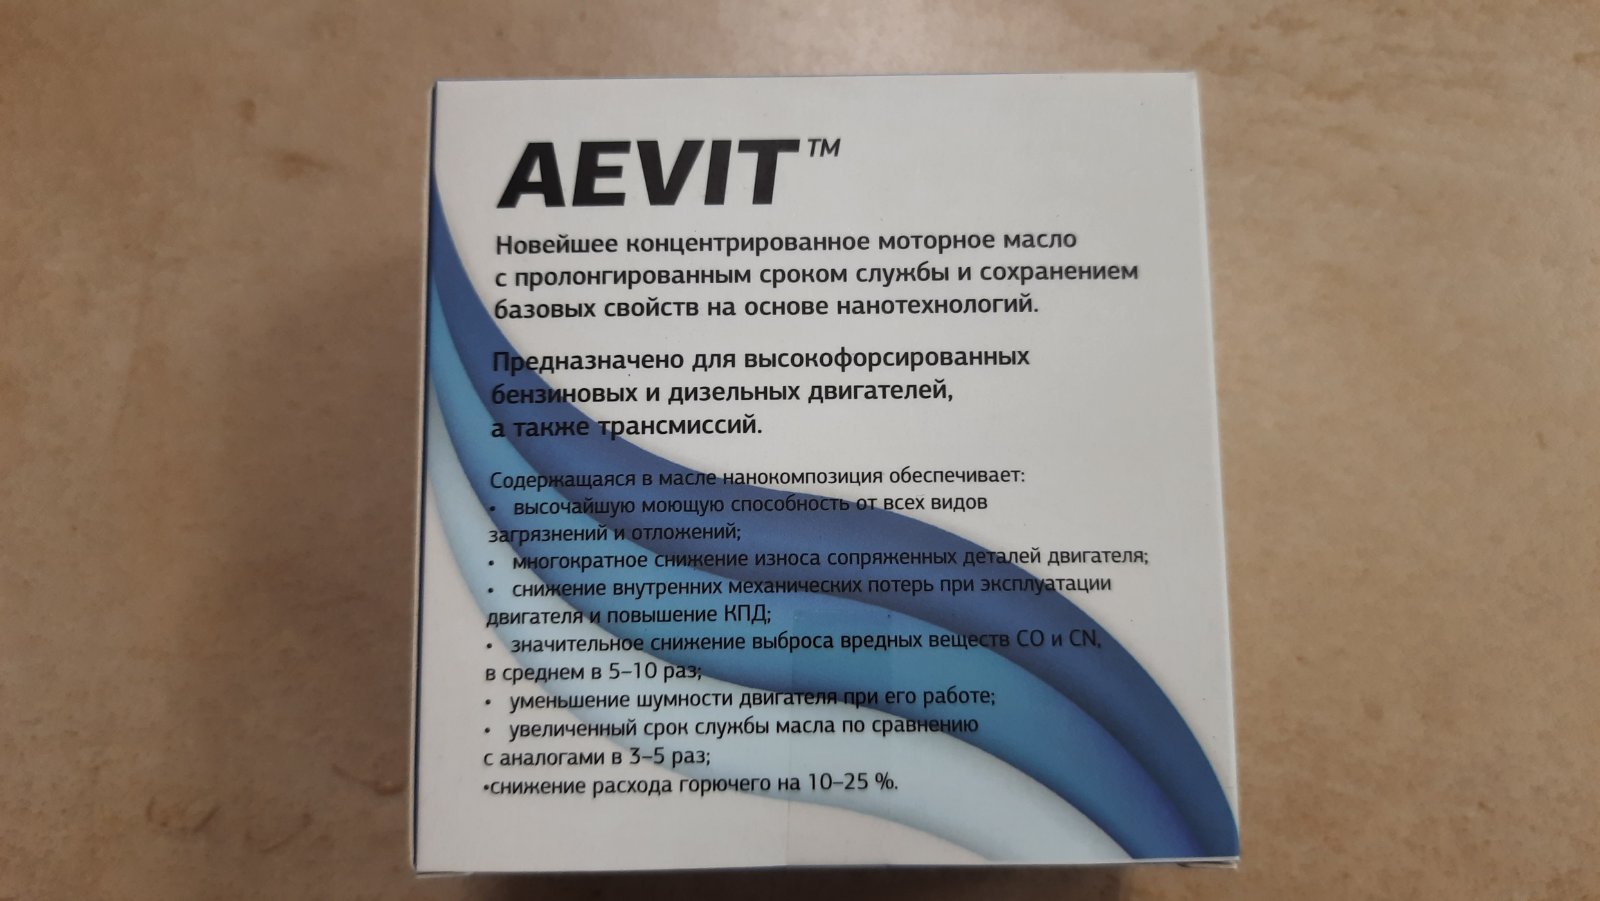 AEVIT™
Новейшее концентрированное моторное масло
с пролонгированным сроком службы и сохранением
базовых свойств на основе нанотехнологий.
Предназначено для высокофорсированных
бензиновых и дизельных двигателей,
а также трансмиссий.
Содержащаяся в масле нанокомпозиция обеспечивает:
• высочайшую моющую способность от всех видов
загрязнений и отложений;
• многократное снижение износа сопряженных деталей двигателя;
• снижение внутренних механических потерь при эксплуатации
двигателя и повышение КПД;
• значительное снижение выброса вредных веществ CO и CN,
в среднем в 5–10 раз;
• уменьшение шумности двигателя при его работе;
• увеличенный срок службы масла по сравнению
с аналогами в 3–5 раз;
•снижение расхода горючего на 10–25 %.